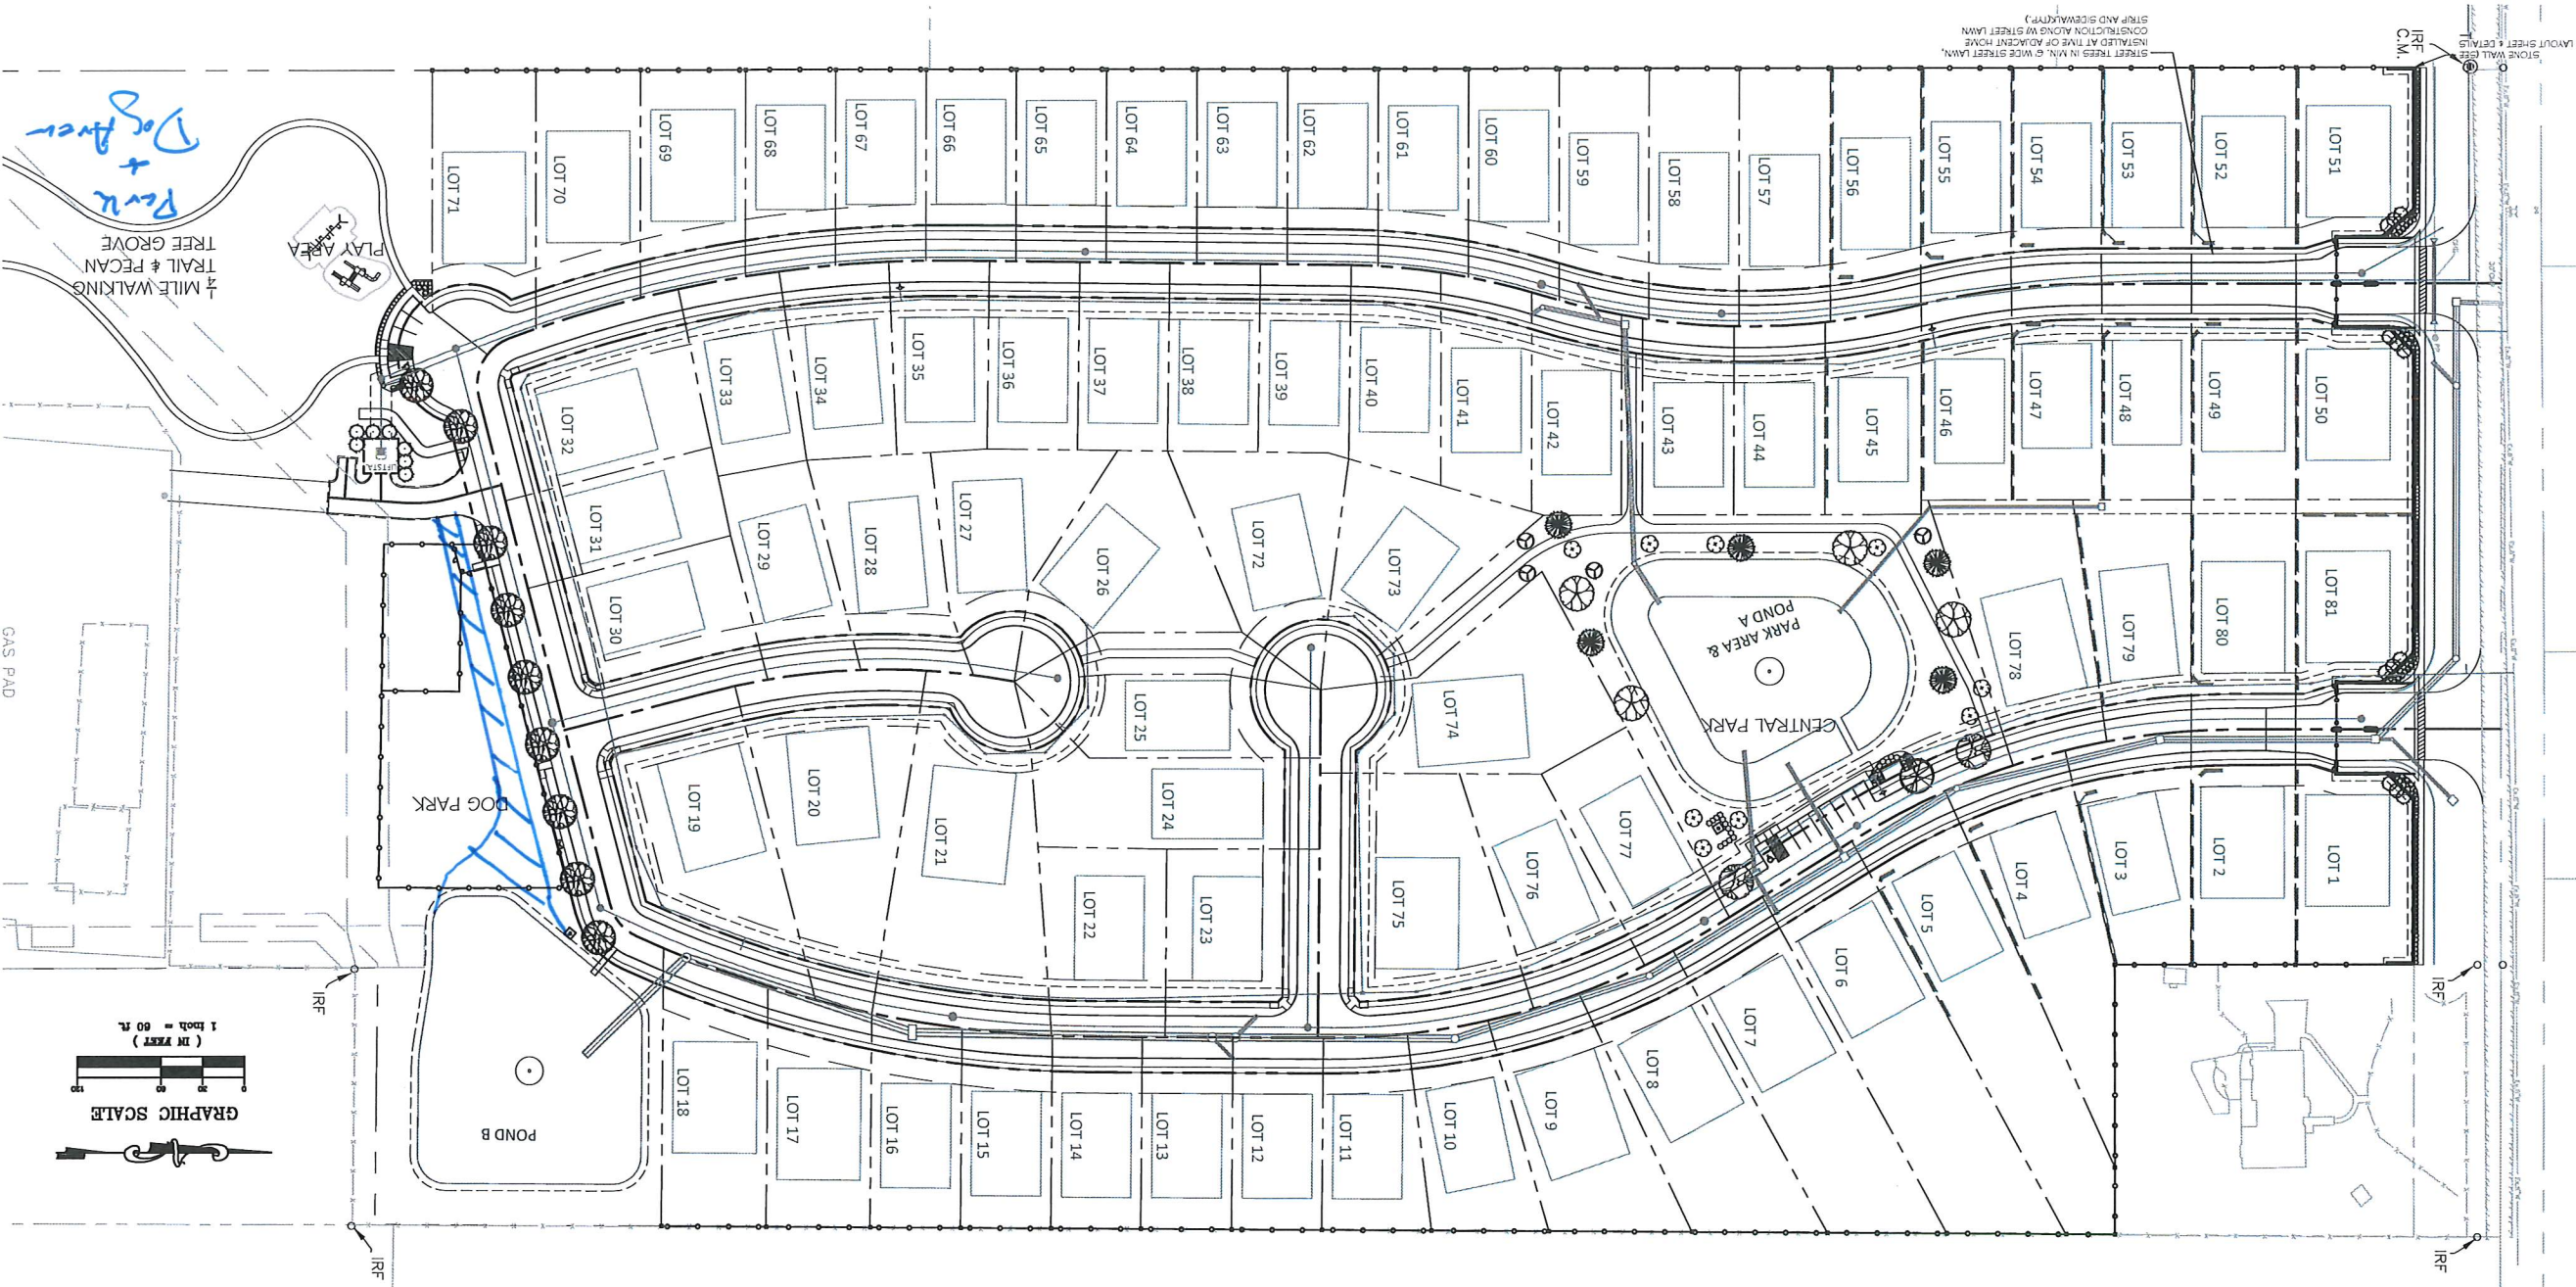 STONE WALL (SEE
LAYOUT SHEET & DETAILS
IRF
C.M.
STREET TREES IN MIN. 6' WIDE STREET LAWN,
INSTALLED AT TIME OF ADJACENT HOME
CONSTRUCTION ALONG W/ STREET LAWN
STRIP AND SIDEWALK(TYP.)
Park
+
Dog Area
1/4 MILE WALKING
TRAIL & PECAN
TREE GROVE
PLAY AREA
LOT 71
LOT 70
LOT 69
LOT 68
LOT 67
LOT 66
LOT 65
LOT 64
LOT 63
LOT 62
LOT 61
LOT 60
LOT 59
LOT 58
LOT 57
LOT 56
LOT 55
LOT 54
LOT 53
LOT 52
LOT 51
LOT 32
LOT 33
LOT 34
LOT 35
LOT 36
LOT 37
LOT 38
LOT 39
LOT 40
LOT 41
LOT 42
LOT 43
LOT 44
LOT 45
LOT 46
LOT 47
LOT 48
LOT 49
LOT 50
LOT 31
LOT 30
LOT 29
LOT 28
LOT 27
LOT 26
LOT 72
LOT 73
PARK AREA &
POND A
CENTRAL PARK
LOT 78
LOT 79
LOT 80
LOT 81
GAS PAD
DOG PARK
LOT 19
LOT 20
LOT 21
LOT 25
LOT 24
LOT 22
LOT 23
LOT 74
LOT 75
LOT 76
LOT 77
LOT 6
LOT 5
LOT 4
LOT 3
LOT 2
LOT 1
IRF
IRF
IRF
IRF
POND B
LOT 18
LOT 17
LOT 16
LOT 15
LOT 14
LOT 13
LOT 12
LOT 11
LOT 10
LOT 9
LOT 8
LOT 7
GRAPHIC SCALE
0 30 60 120
( IN FEET )
1 inch = 60 ft.